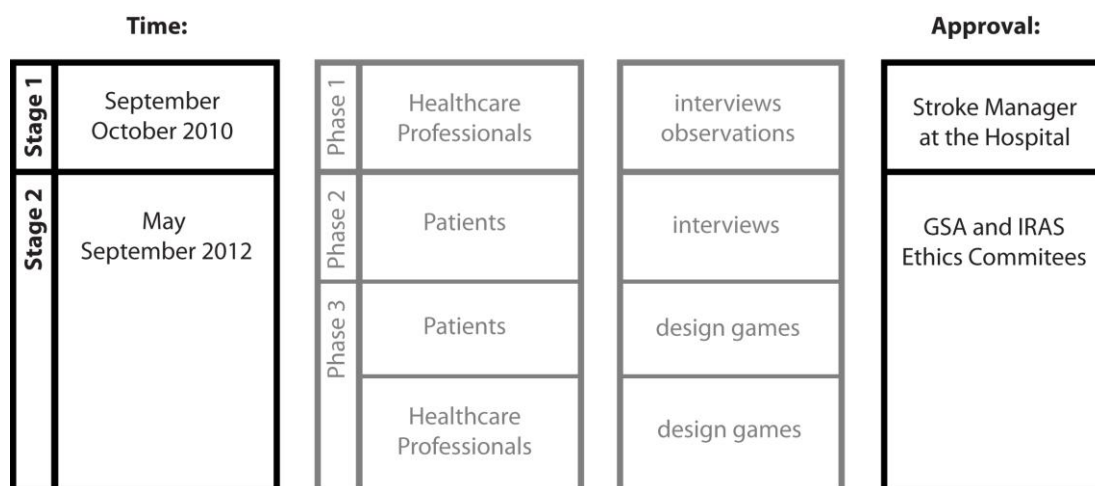 Time:
Approval:
Stage 1
September
October 2010
Phase 1
Healthcare
Professionals
interviews
observations
Stroke Manager
at the Hospital
Stage 2
May
September 2012
Phase 2
Patients
interviews
GSA and IRAS
Ethics Commitees
Phase 3
Patients
design games
Healthcare
Professionals
design games